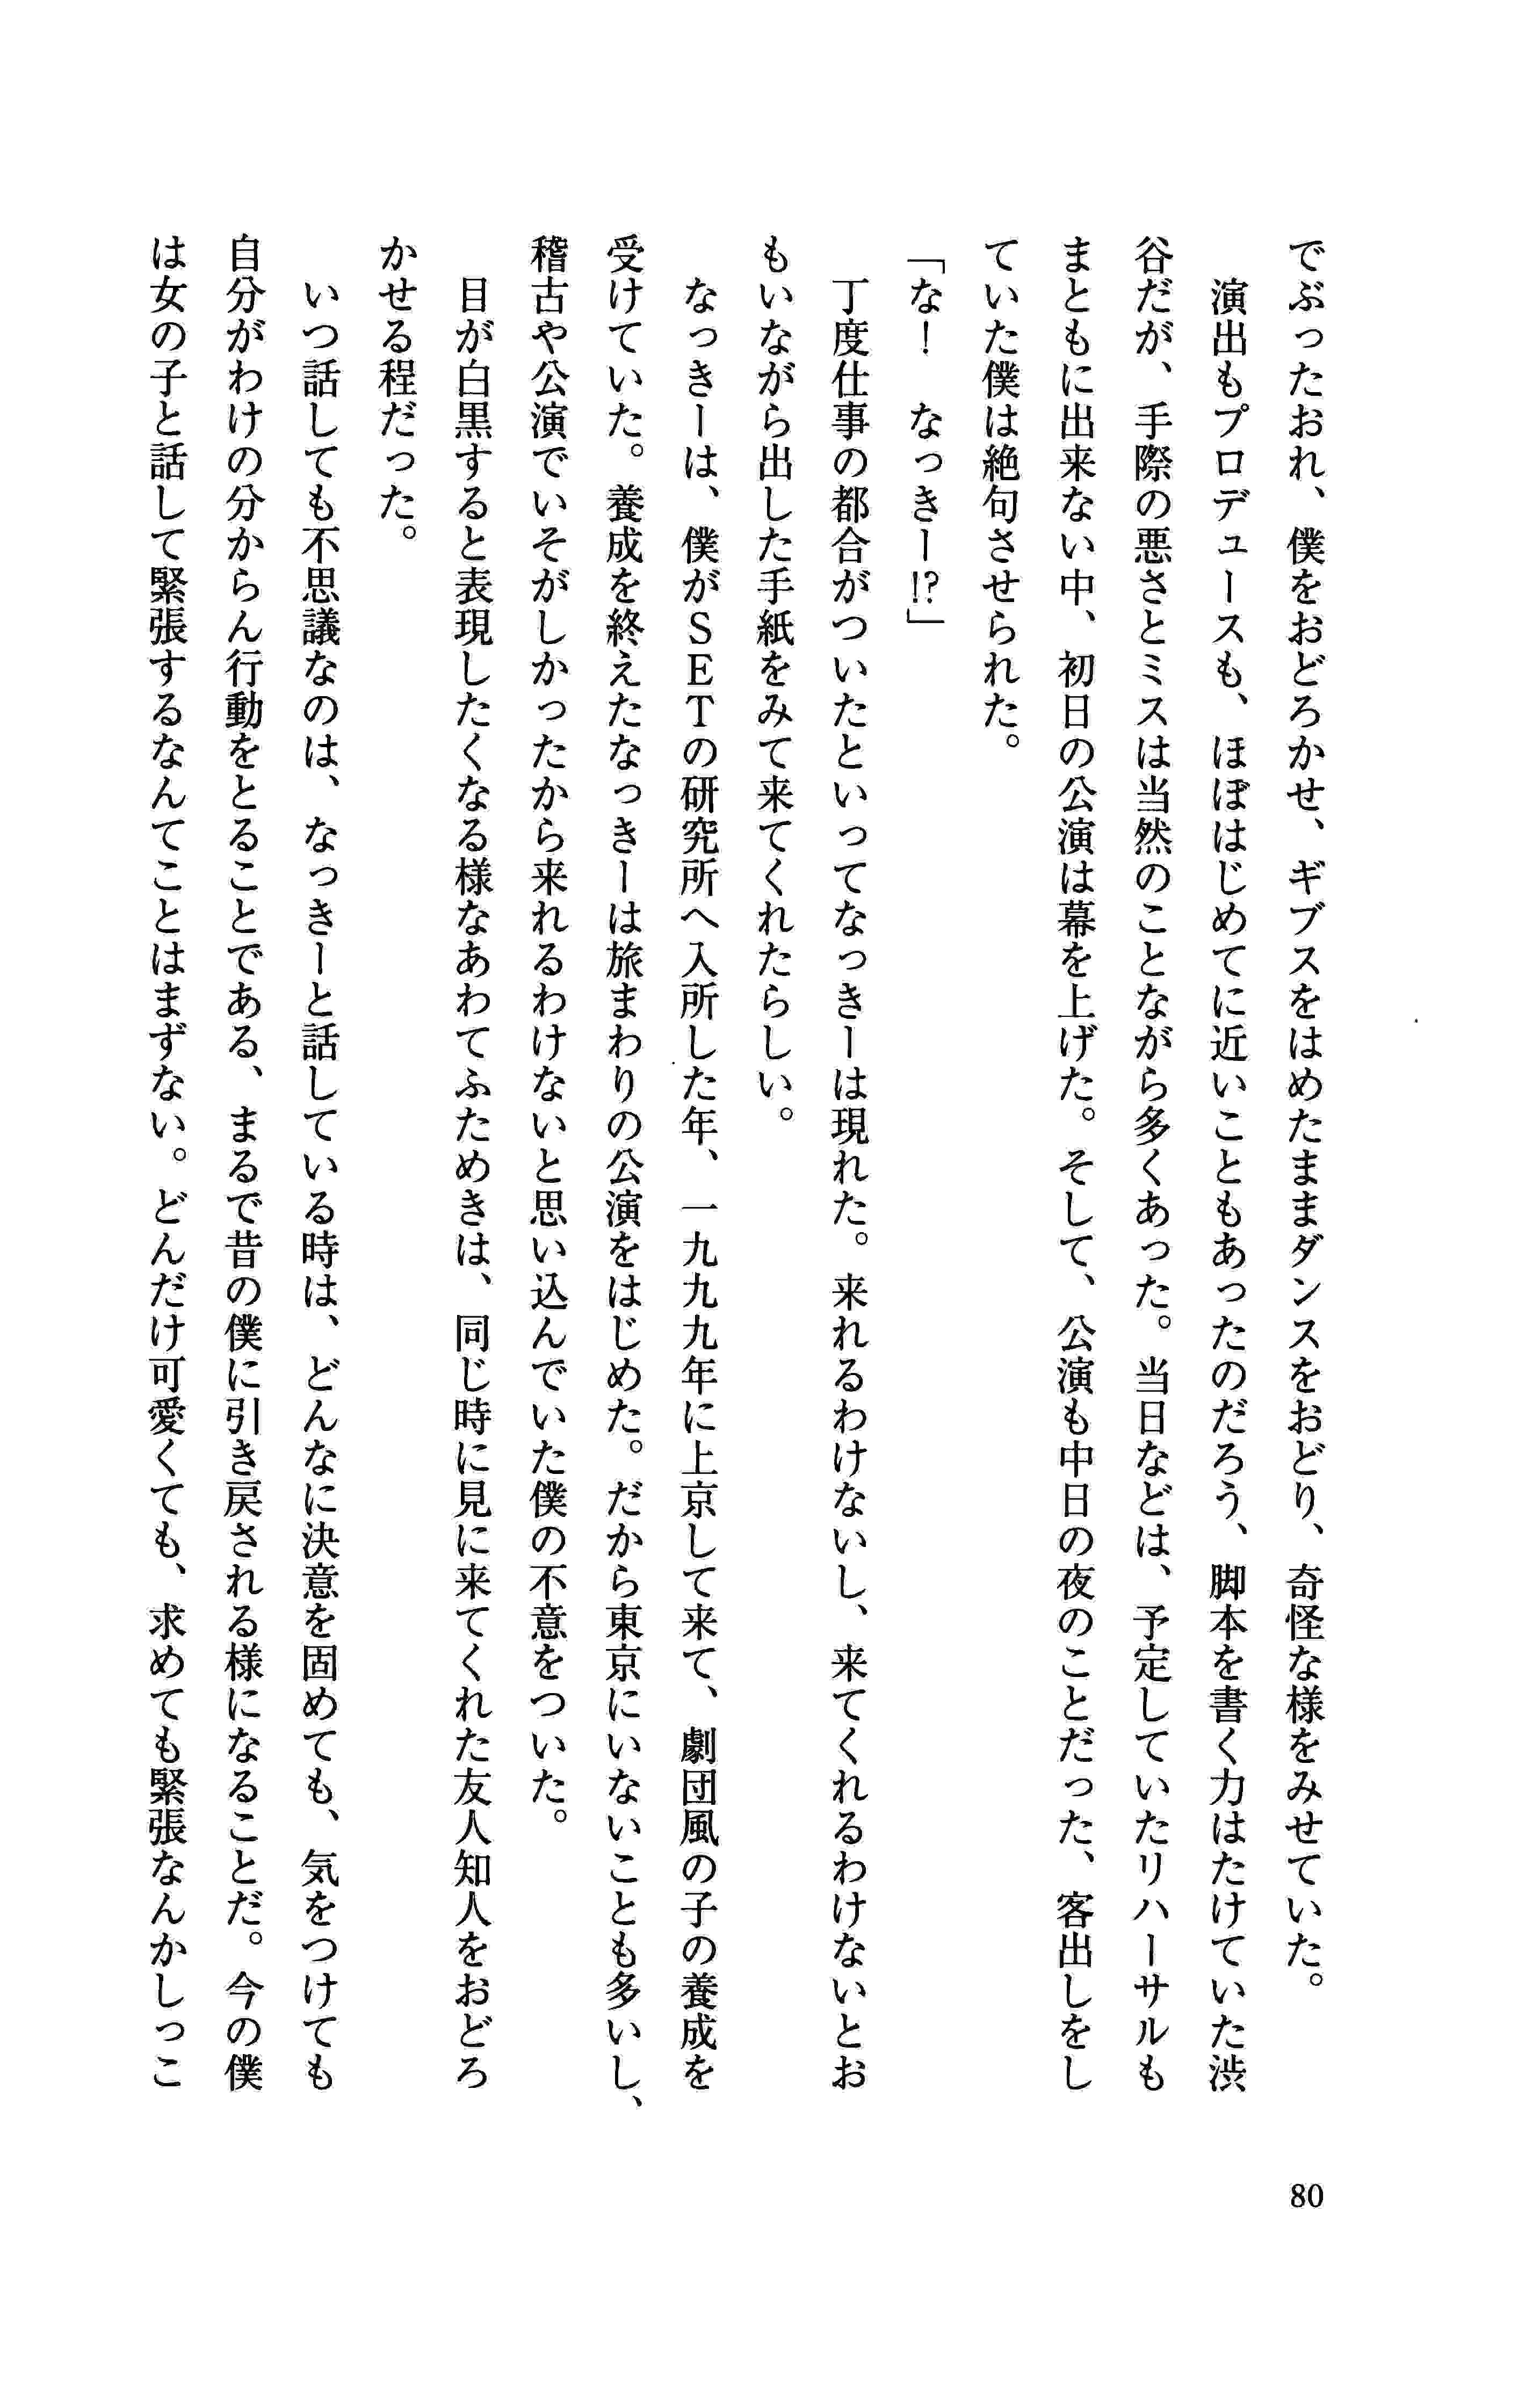 でぶったおれ、僕をおどろかせ、ギブスをはめたままダンスをおどり、奇怪な様をみせていた。
　演出もプロデュースも、ほぼはじめてに近いこともあったのだろう、脚本を書く力はたけていた渋
谷だが、手際の悪さとミスは当然のことながら多くあった。当日などは、予定していたリハーサルも
まともに出来ない中、初日の公演は幕を上げた。そして、公演も中日の夜のことだった、客出しをし
ていた僕は絶句させられた。
「な！　なっきー⁉」
　丁度仕事の都合がついたといってなっきーは現れた。来れるわけないし、来てくれるわけないとお
もいながら出した手紙をみて来てくれたらしい。
　なっきーは、僕がＳＥＴの研究所へ入所した年、一九九九年に上京して来て、劇団風の子の養成を
受けていた。養成を終えたなっきーは旅まわりの公演をはじめた。だから東京にいないことも多いし、
稽古や公演でいそがしかったから来れるわけないと思い込んでいた僕の不意をついた。
　目が白黒すると表現したくなる様なあわてふためきは、同じ時に見に来てくれた友人知人をおどろ
かせる程だった。
　いつ話しても不思議なのは、なっきーと話している時は、どんなに決意を固めても、気をつけても
自分がわけの分からん行動をとることである、まるで昔の僕に引き戻される様になることだ。今の僕
は女の子と話して緊張するなんてことはまずない。どんだけ可愛くても、求めても緊張なんかしっこ
80